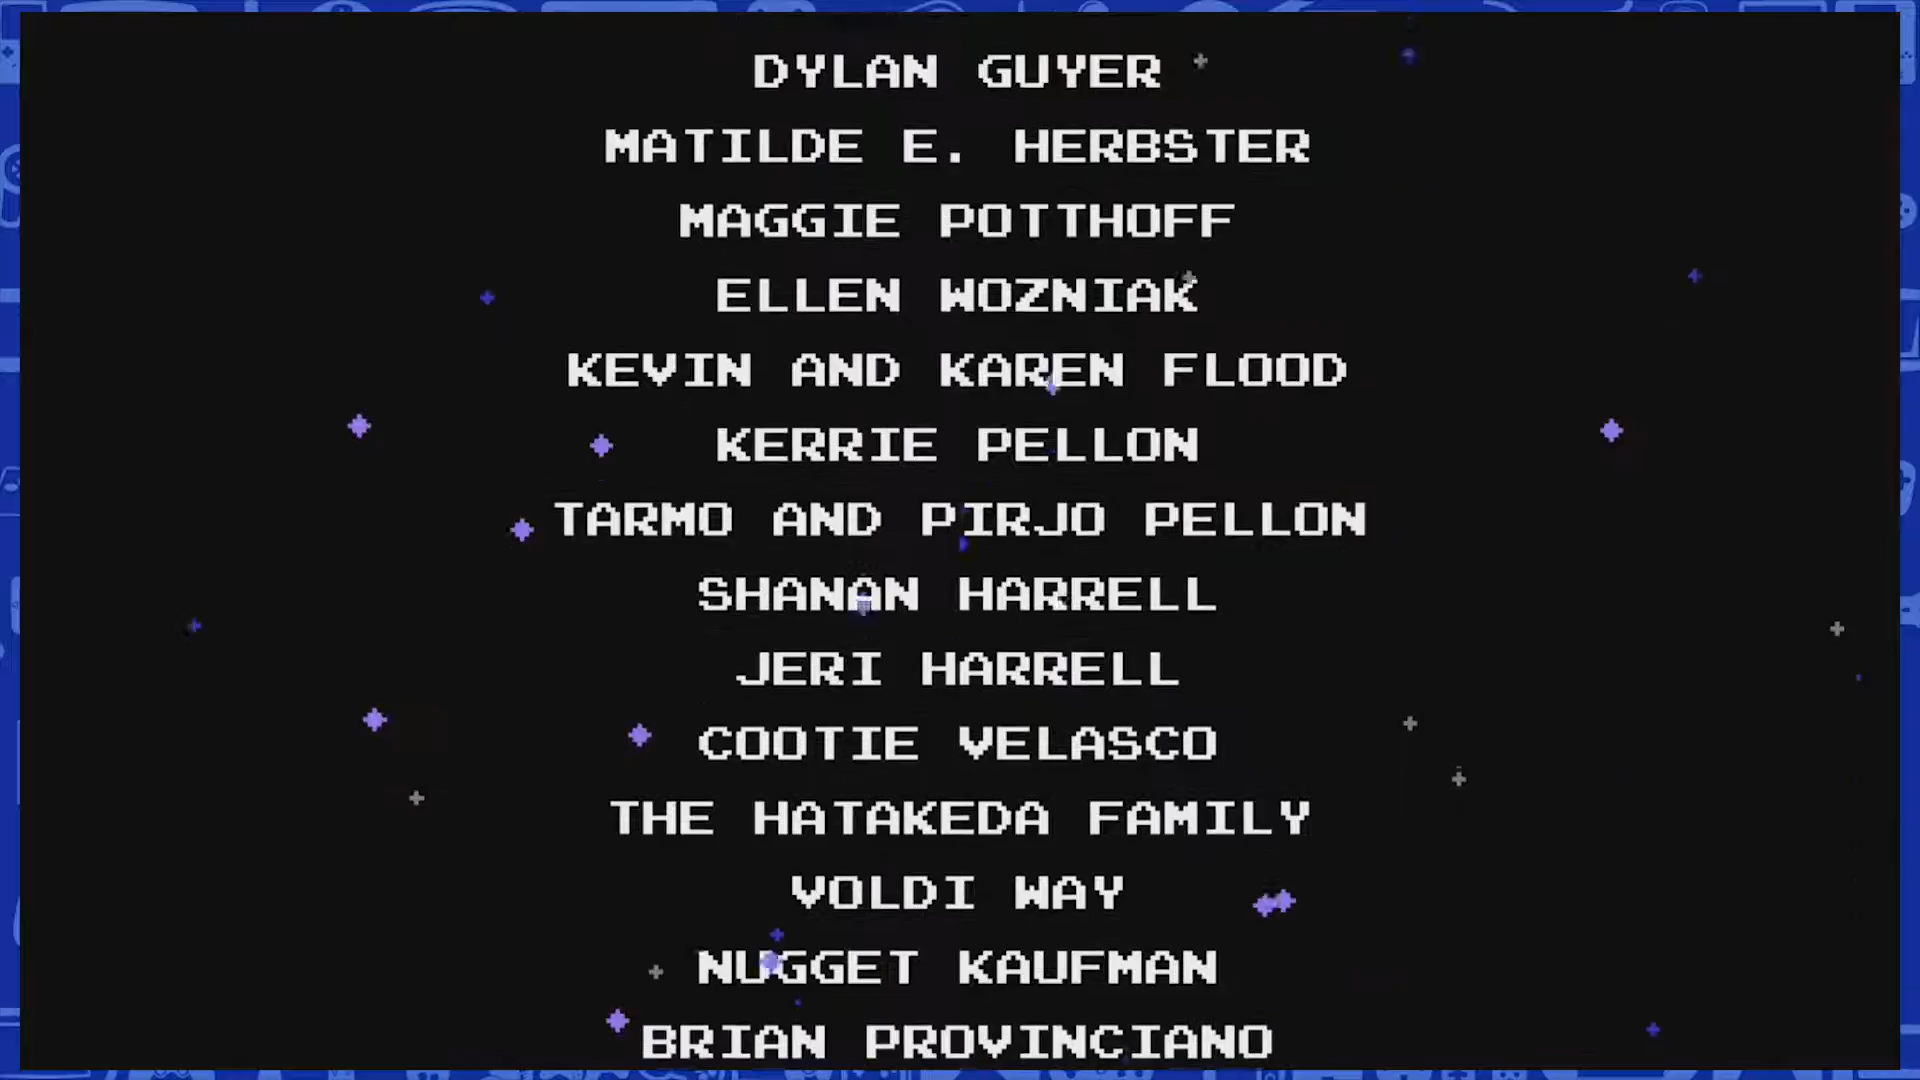 DYLAN GUYER
MATILDE E. HERBSTER
MAGGIE POTTHOFF
ELLEN WOZNIAK
KEVIN AND KAREN FLOOD
KERRIE PELLON
TARMO AND PIRJO PELLON
SHANAN HARRELL
JERI HARRELL
COOTIE VELASCO
THE HATAKEDA FAMILY
VOLDI WAY
NUGGET KAUFMAN
BRIAN PROVINCIANO